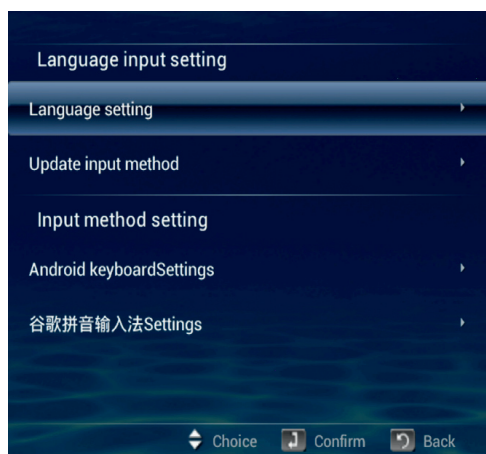 Language input setting
Language setting
Update input method
Input method setting
Android keyboardSettings
谷歌拼音输入法Settings
Choice Confirm Back